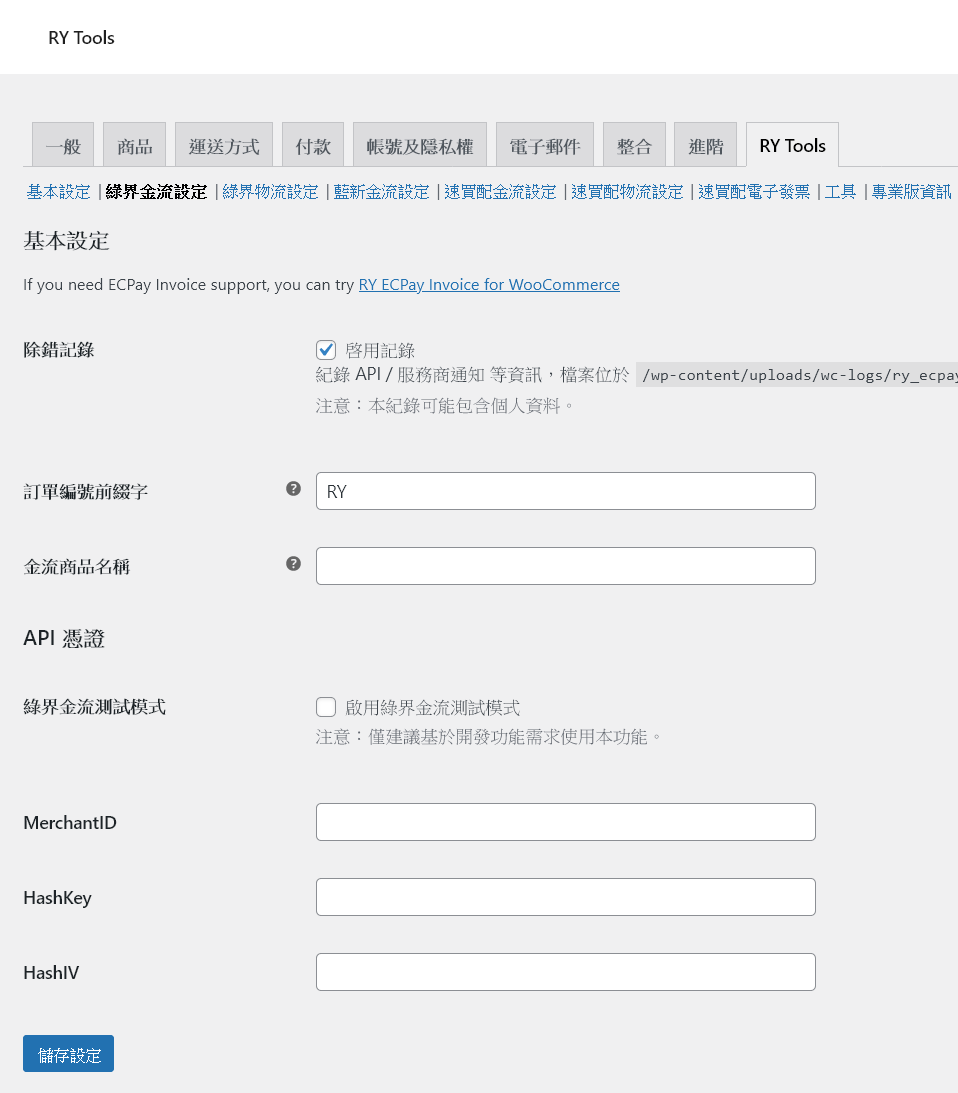 RY Tools
一般 商品 運送方式 付款 帳號及隱私權 電子郵件 整合 進階 RY Tools
基本設定 | 綠界金流設定 | 綠界物流設定 | 藍新金流設定 | 速買配金流設定 | 速買配物流設定 | 速買配電子發票 | 工具 | 專業版資訊
基本設定
If you need ECPay Invoice support, you can try RY ECPay Invoice for WooCommerce
除錯記錄 啓用記錄
紀錄 API / 服務商通知 等資訊，檔案位於 /wp-content/uploads/wc-logs/ry_ecpay
注意：本紀錄可能包含個人資料。
訂單編號前綴字 RY
金流商品名稱
API 憑證
綠界金流測試模式 啟用綠界金流測試模式
注意：僅建議基於開發功能需求使用本功能。
MerchantID
HashKey
HashIV
儲存設定